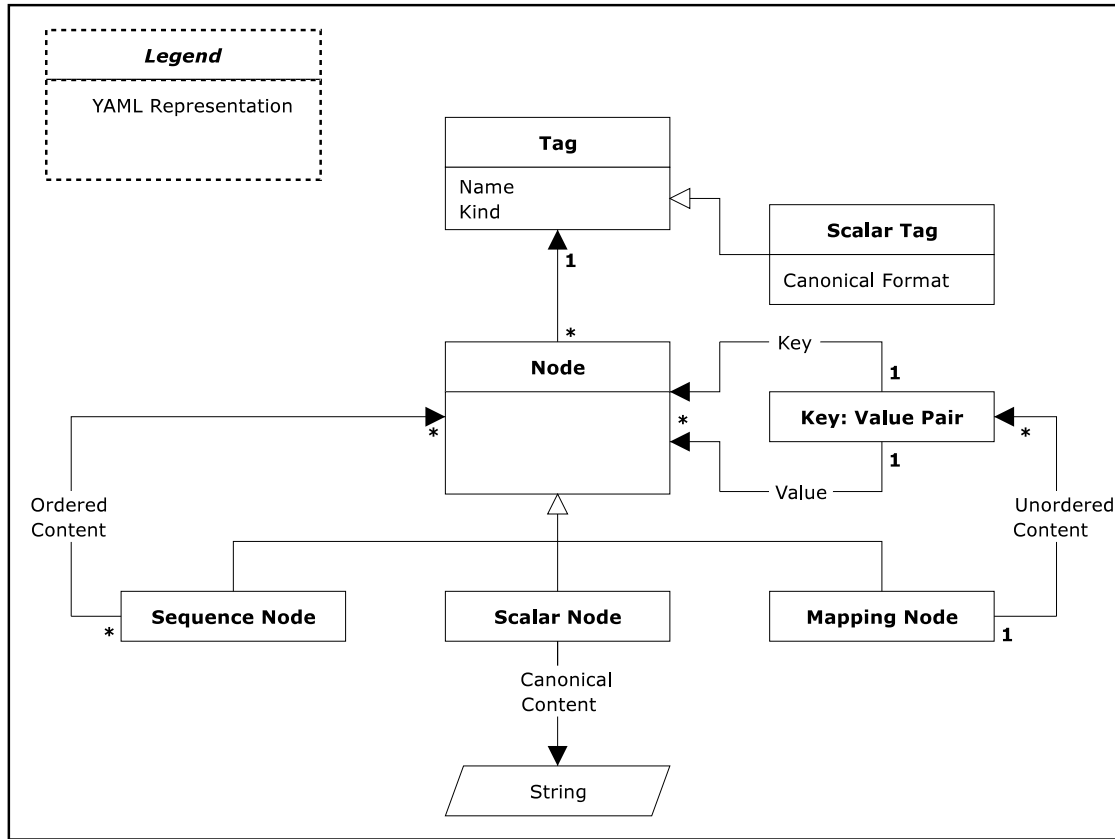 Legend
YAML Representation
Tag
Name
Kind
Scalar Tag
Canonical Format
1
*
Node
Key
1
*
*
Key: Value Pair
*
1
Value
Ordered
Content
Unordered
Content
Sequence Node
Scalar Node
Mapping Node
*
1
Canonical
Content
String